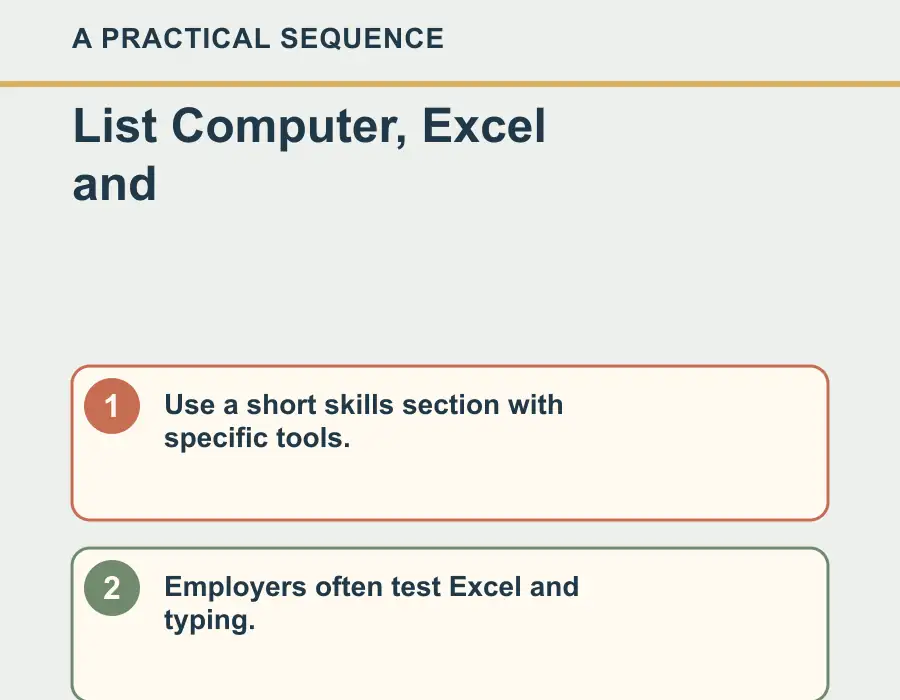 A PRACTICAL SEQUENCE
List Computer, Excel
and
1
Use a short skills section with
specific tools.
2
Employers often test Excel and
typing.